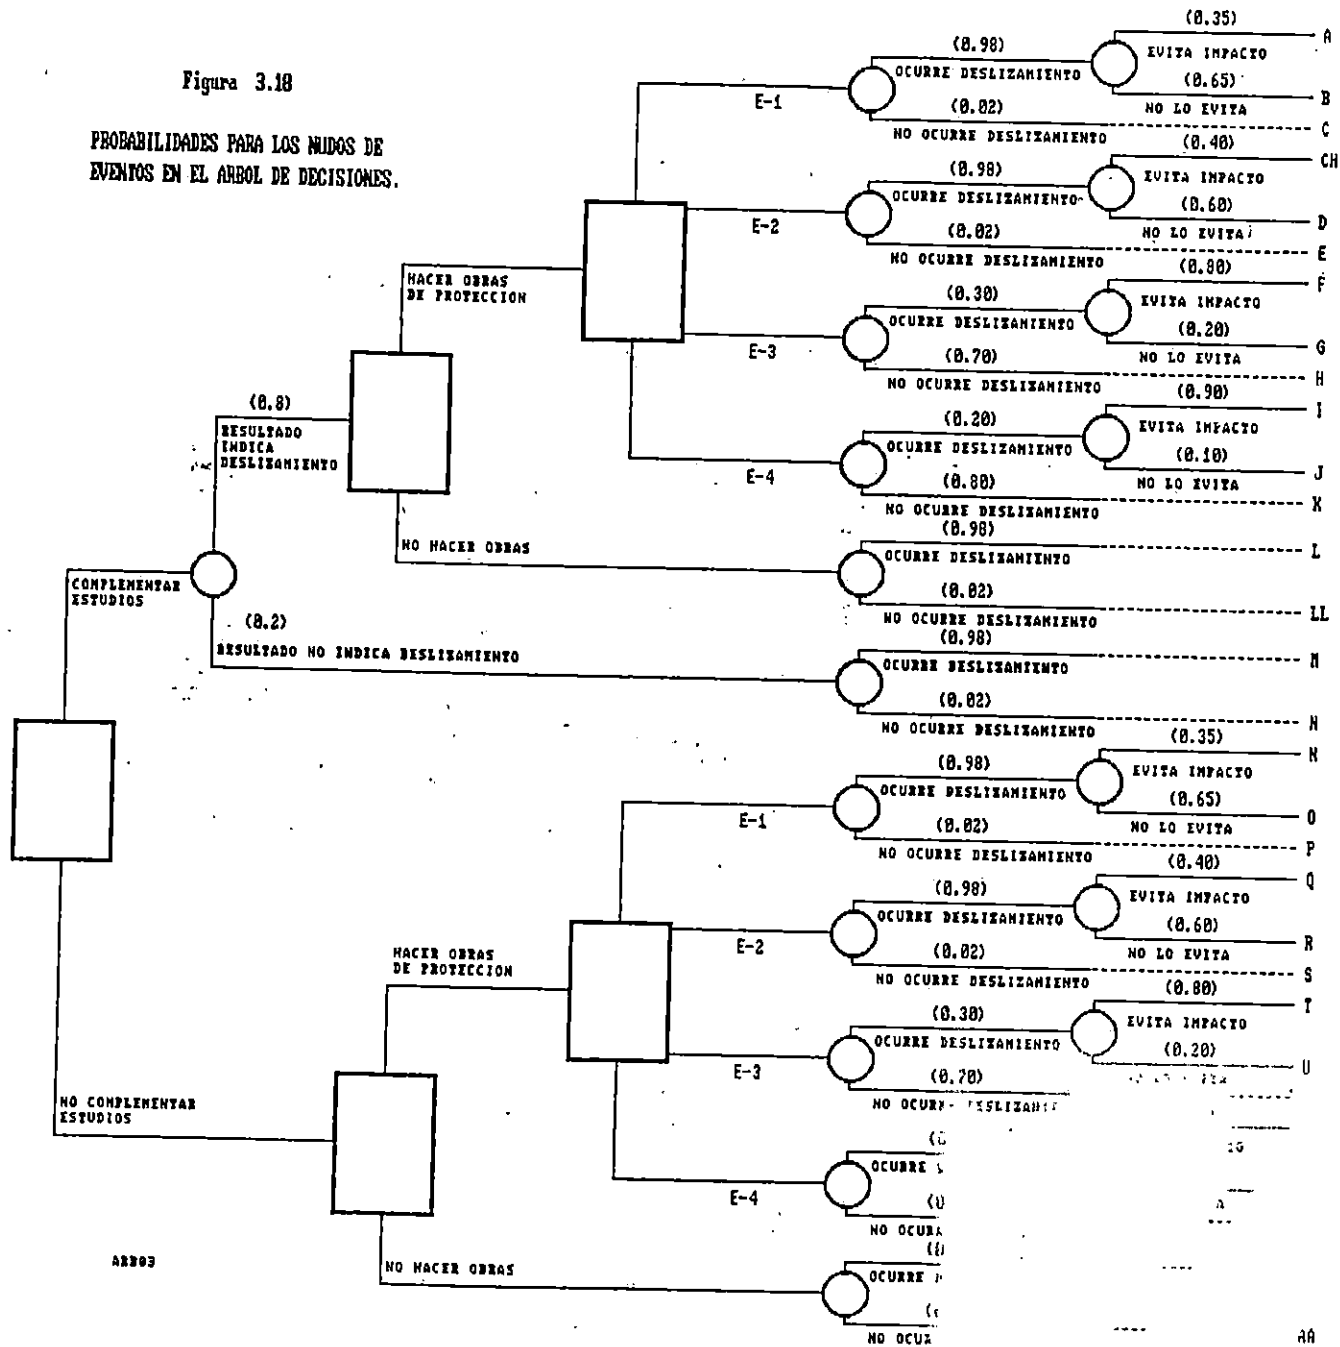 Figura 3.18
PROBABILIDADES PARA LOS NUDOS DE
EVENTOS EN EL ARBOL DE DECISIONES.
COMPLEMENTAR
ESTUDIOS
NO COMPLEMENTAR
ESTUDIOS
(0.8)
RESULTADO
INDICA
DESLIZAMIENTO
(0.2)
RESULTADO NO INDICA DESLIZAMIENTO
HACER OBRAS
DE PROTECCION
NO HACER OBRAS
E-1
(0.98)
OCURRE DESLIZAMIENTO
(0.02)
NO OCURRE DESLIZAMIENTO
(0.35)
A
EVITA IMPACTO
(0.65)
B
NO LO EVITA
C
E-2
(0.98)
OCURRE DESLIZAMIENTO
(0.02)
NO OCURRE DESLIZAMIENTO
(0.40)
CH
EVITA IMPACTO
(0.60)
D
NO LO EVITA
E
E-3
(0.30)
OCURRE DESLIZAMIENTO
(0.70)
NO OCURRE DESLIZAMIENTO
(0.80)
F
EVITA IMPACTO
(0.20)
G
NO LO EVITA
H
E-4
(0.20)
OCURRE DESLIZAMIENTO
(0.80)
NO OCURRE DESLIZAMIENTO
(0.90)
I
EVITA IMPACTO
(0.10)
J
NO LO EVITA
K
(0.98)
L
OCURRE DESLIZAMIENTO
(0.02)
LL
NO OCURRE DESLIZAMIENTO
(0.98)
M
OCURRE DESLIZAMIENTO
(0.02)
N
NO OCURRE DESLIZAMIENTO
HACER OBRAS
DE PROTECCION
NO HACER OBRAS
E-1
(0.98)
OCURRE DESLIZAMIENTO
(0.02)
NO OCURRE DESLIZAMIENTO
(0.35)
N
EVITA IMPACTO
(0.65)
O
NO LO EVITA
P
E-2
(0.98)
OCURRE DESLIZAMIENTO
(0.02)
NO OCURRE DESLIZAMIENTO
(0.40)
Q
EVITA IMPACTO
(0.60)
R
NO LO EVITA
S
E-3
(0.30)
OCURRE DESLIZAMIENTO
(0.70)
NO
(0.80)
T
EVITA IMPACTO
(0.20)
U
E-4
OCURRE
NO
OCURRE
NO
AA
ARB03